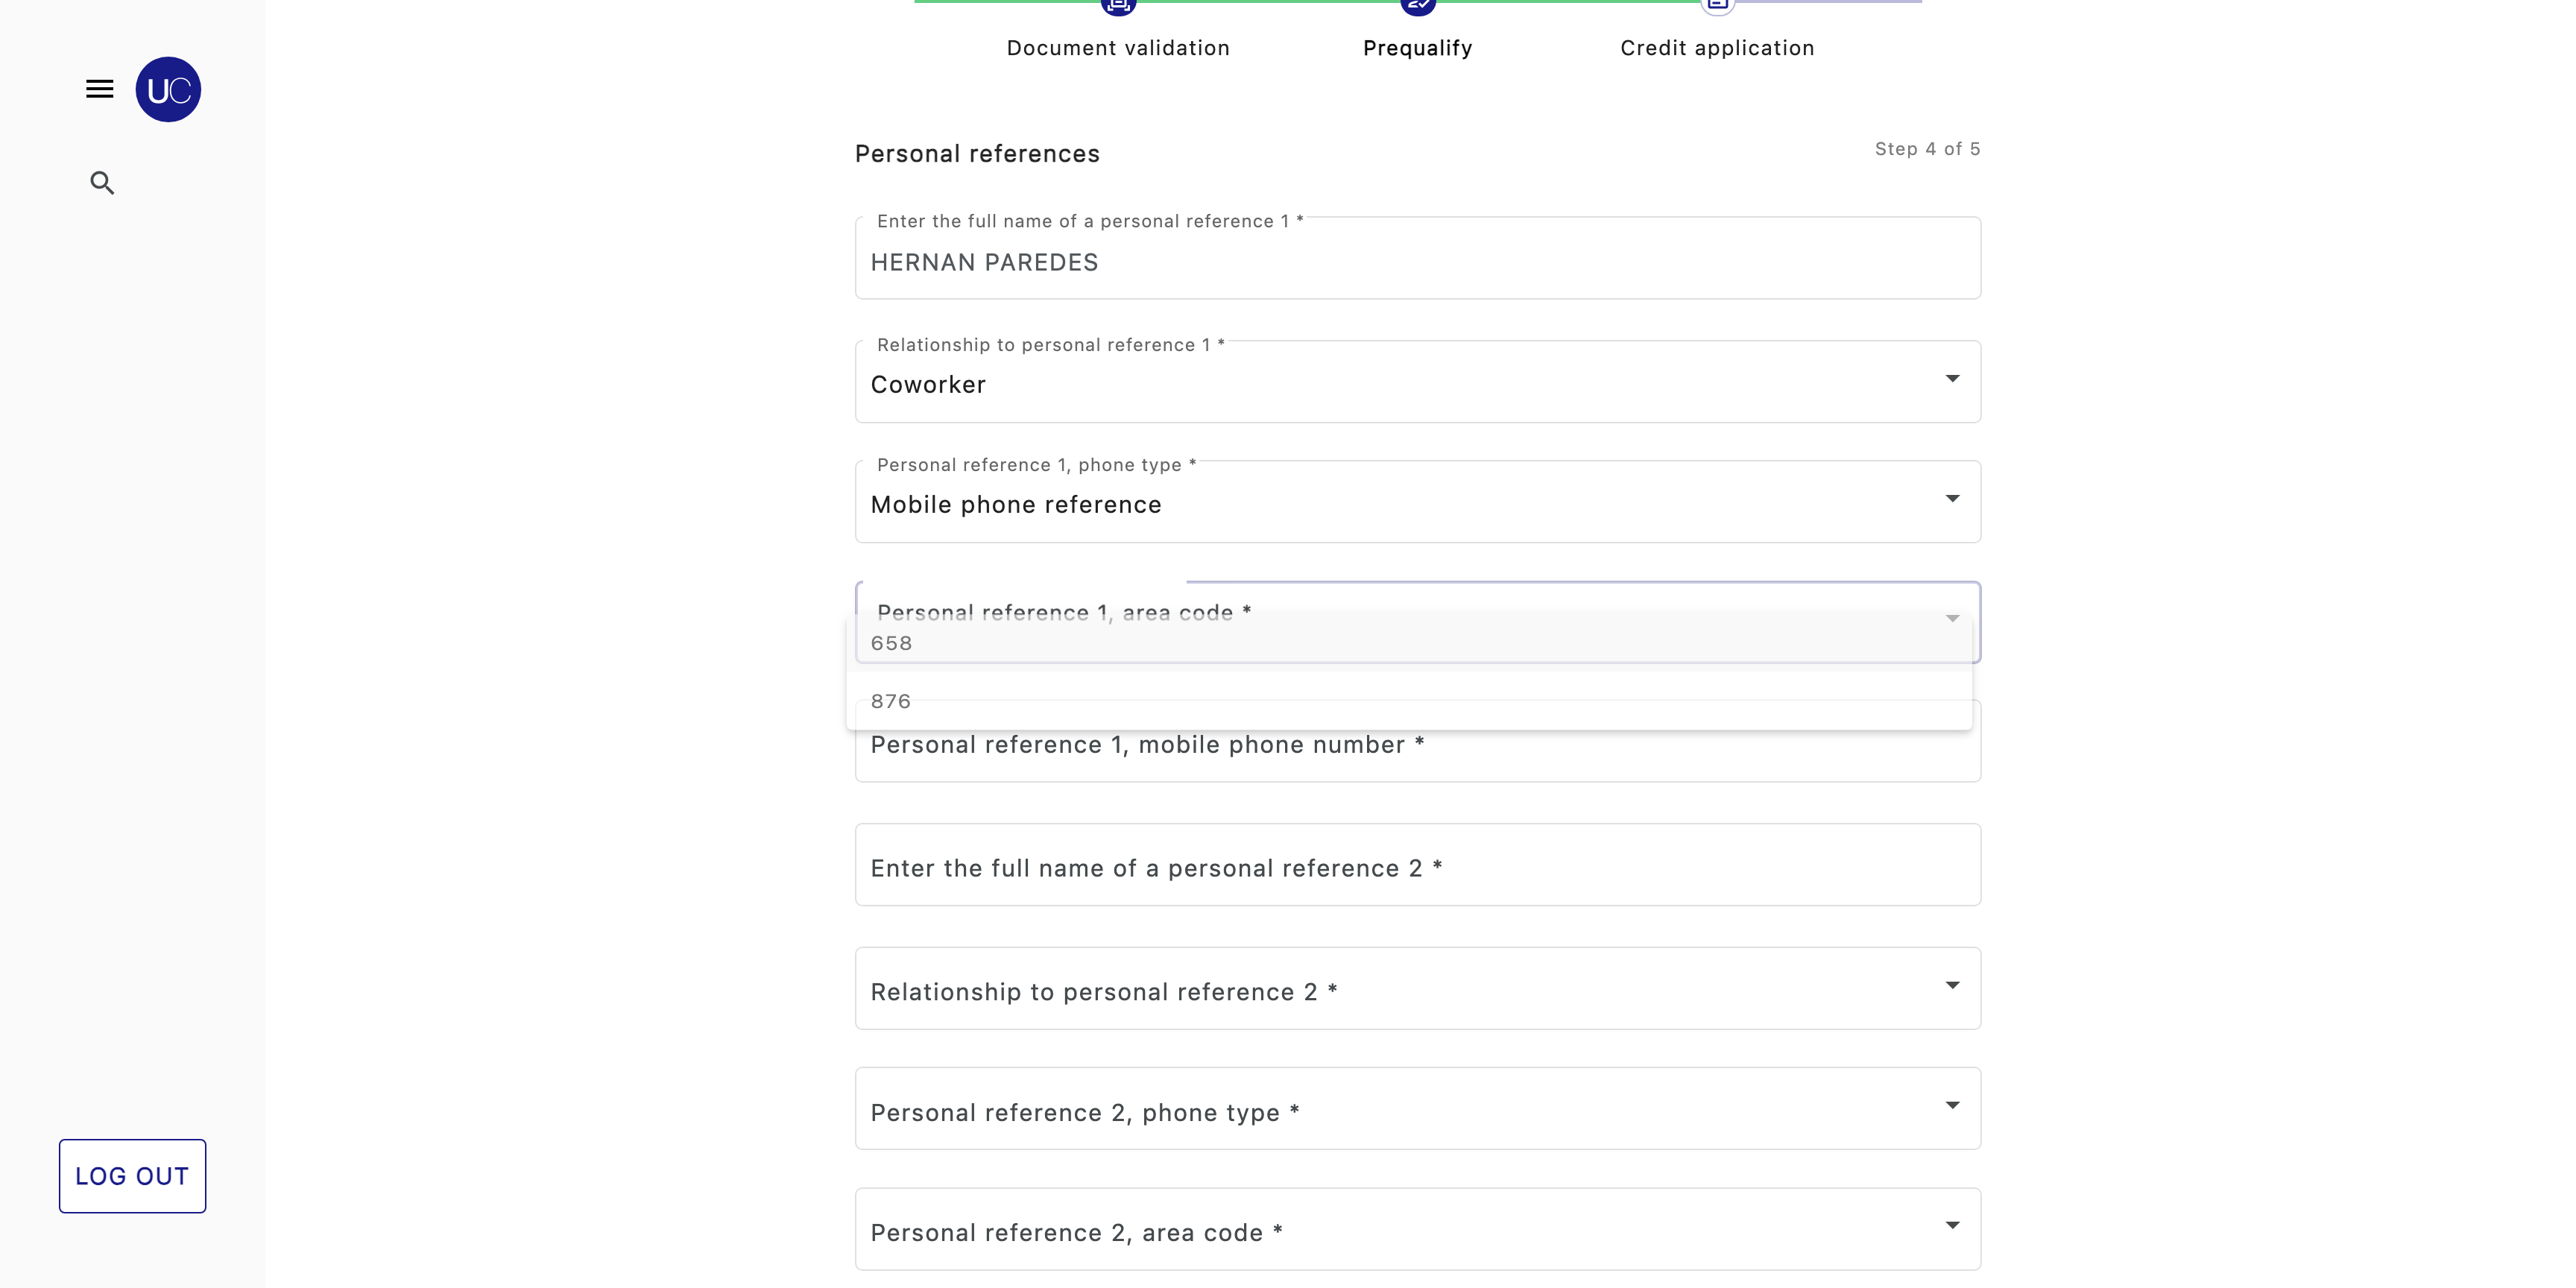 Document validation
Prequalify
Credit application
UC
Personal references
Step 4 of 5
Enter the full name of a personal reference 1 *
HERNAN PAREDES
Relationship to personal reference 1 *
Coworker
Personal reference 1, phone type *
Mobile phone reference
Personal reference 1, area code *
658
876
Personal reference 1, mobile phone number *
Enter the full name of a personal reference 2 *
Relationship to personal reference 2 *
Personal reference 2, phone type *
Personal reference 2, area code *
LOG OUT